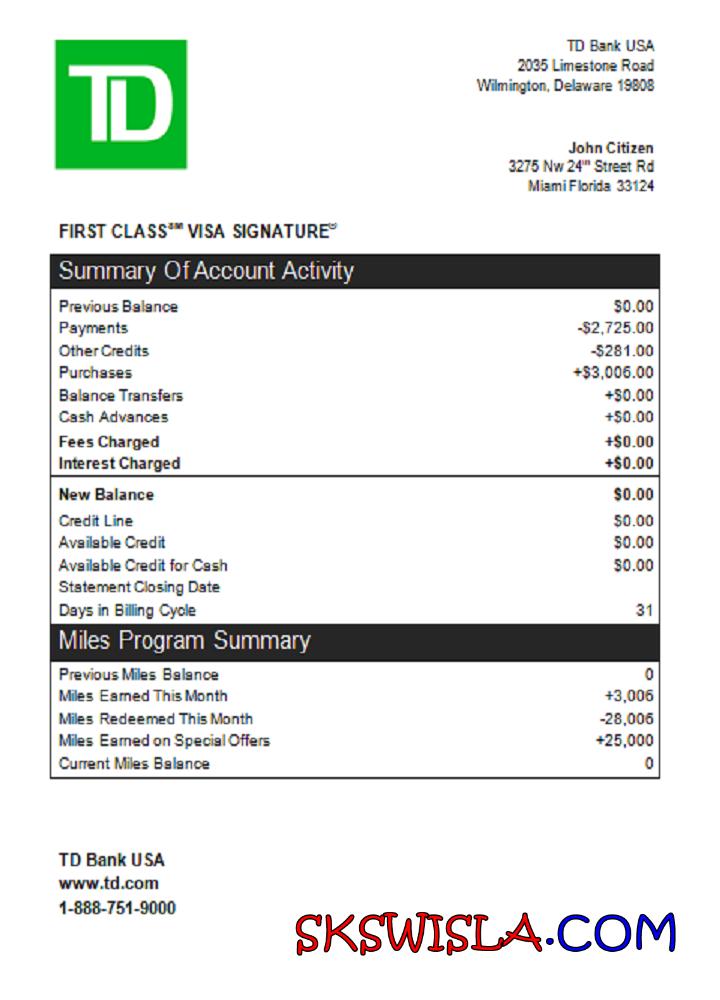 TD
TD Bank USA
2035 Limestone Road
Wilmington, Delaware 19808
John Citizen
3275 Nw 24th Street Rd
Miami Florida 33124
FIRST CLASS℠ VISA SIGNATURE®
Summary Of Account Activity
Previous Balance $0.00
Payments -$2,725.00
Other Credits -$281.00
Purchases +$3,006.00
Balance Transfers +$0.00
Cash Advances +$0.00
Fees Charged +$0.00
Interest Charged +$0.00
New Balance $0.00
Credit Line $0.00
Available Credit $0.00
Available Credit for Cash $0.00
Statement Closing Date
Days in Billing Cycle 31
Miles Program Summary
Previous Miles Balance 0
Miles Earned This Month +3,006
Miles Redeemed This Month -28,006
Miles Earned on Special Offers +25,000
Current Miles Balance 0
TD Bank USA
www.td.com
1-888-751-9000
SKSWISLA.COM